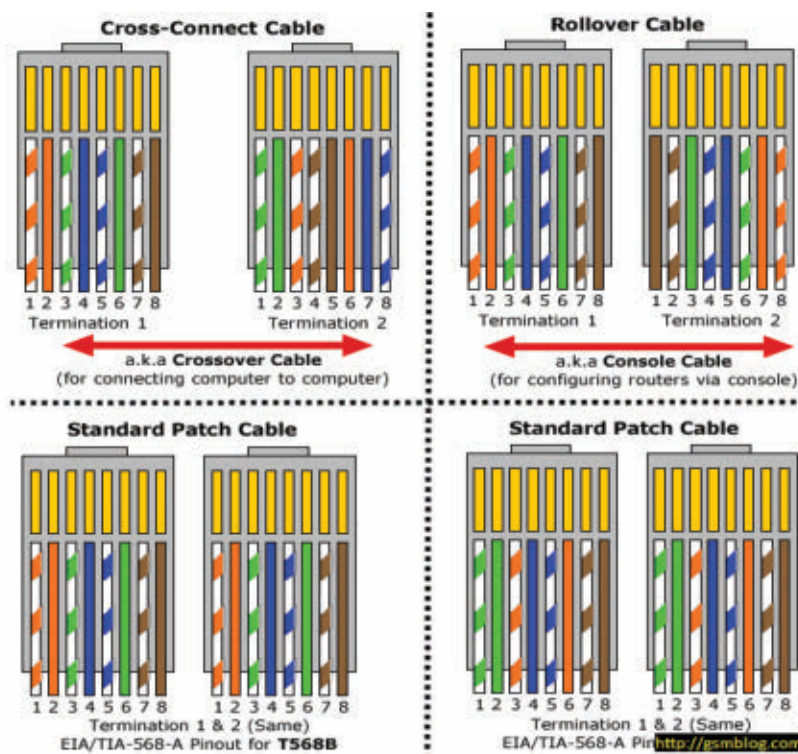 Cross-Connect Cable
1 2 3 4 5 6 7 8
Termination 1
1 2 3 4 5 6 7 8
Termination 2
a.k.a Crossover Cable
(for connecting computer to computer)
Rollover Cable
1 2 3 4 5 6 7 8
Termination 1
1 2 3 4 5 6 7 8
Termination 2
a.k.a Console Cable
(for configuring routers via console)
Standard Patch Cable
1 2 3 4 5 6 7 8
1 2 3 4 5 6 7 8
Termination 1 & 2 (Same)
EIA/TIA-568-A Pinout for T568B
Standard Patch Cable
1 2 3 4 5 6 7 8
1 2 3 4 5 6 7 8
Termination 1 & 2 (Same)
EIA/TIA-568-A
http://gsmblog.com